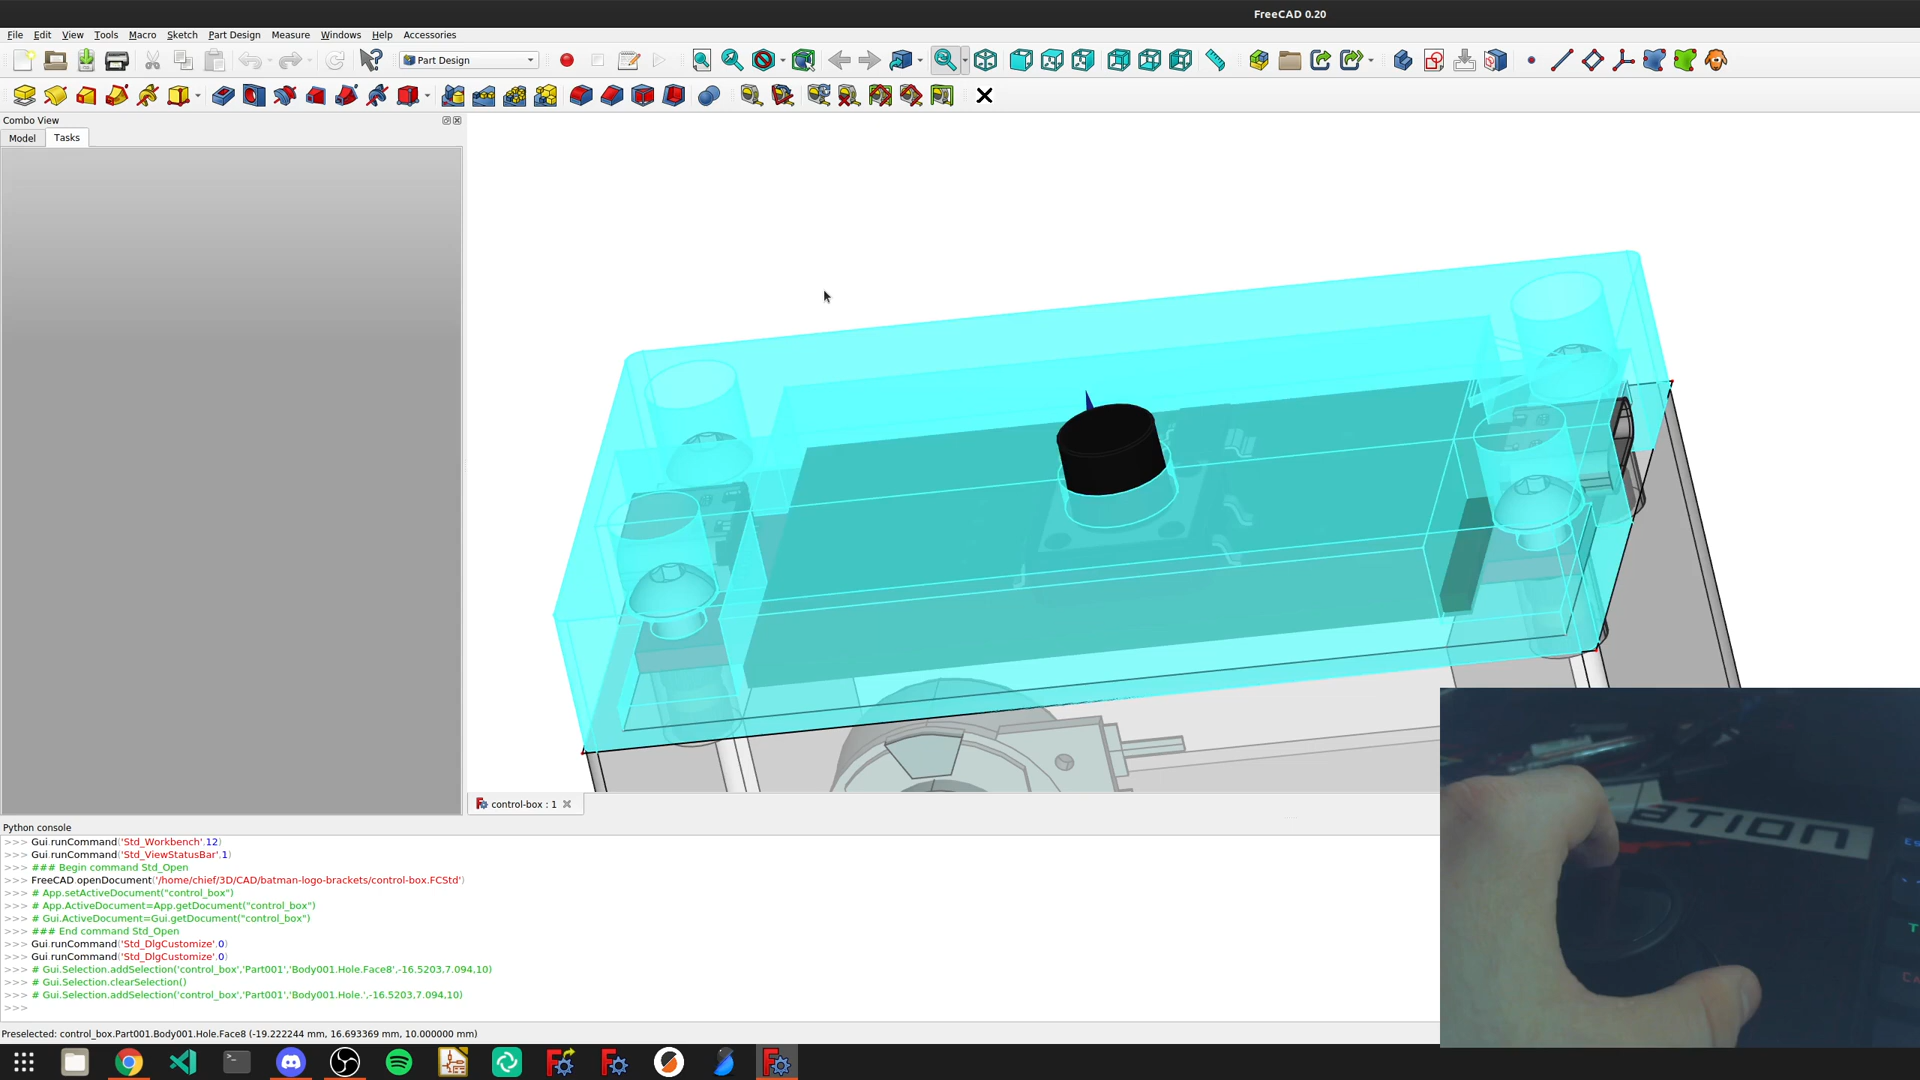 FreeCAD 0.20
File Edit View Tools Macro Sketch Part Design Measure Windows Help Accessories
Part Design
Combo View
Model Tasks
control-box : 1
Python console
>>> Gui.runCommand('Std_Workbench',12)
>>> Gui.runCommand('Std_ViewStatusBar',1)
>>> ### Begin command Std_Open
>>> FreeCAD.openDocument('/home/chief/3D/CAD/batman-logo-brackets/control-box.FCStd')
>>> # App.setActiveDocument("control_box")
>>> # App.ActiveDocument=App.getDocument("control_box")
>>> # Gui.ActiveDocument=Gui.getDocument("control_box")
>>> ### End command Std_Open
>>> Gui.runCommand('Std_DlgCustomize',0)
>>> Gui.runCommand('Std_DlgCustomize',0)
>>> # Gui.Selection.addSelection('control_box','Part001','Body001.Hole.Face8',-16.5203,7.094,10)
>>> # Gui.Selection.clearSelection()
>>> # Gui.Selection.addSelection('control_box','Part001','Body001.Hole.',-16.5203,7.094,10)
>>>
ATION
Preselected: control_box.Part001.Body001.Hole.Face8 (-19.222244 mm, 16.693369 mm, 10.000000 mm)